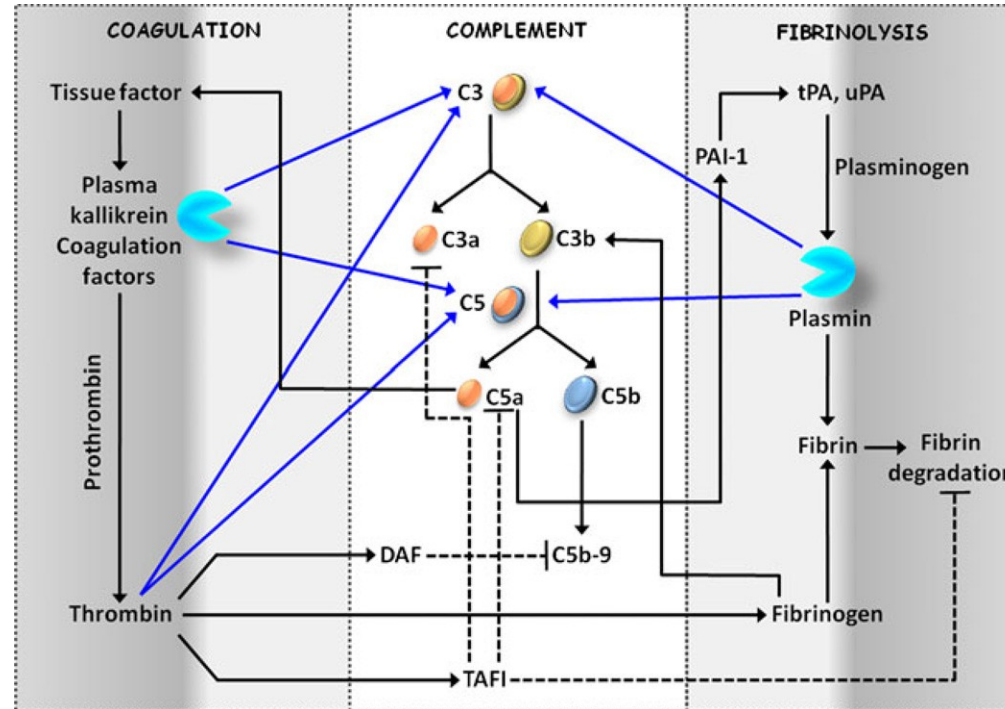 COAGULATION
COMPLEMENT
FIBRINOLYSIS
Tissue factor
C3
tPA, uPA
PAI-1
Plasminogen
Plasma
kallikrein
Coagulation
factors
C3a
C3b
C5
Plasmin
C5a
C5b
Prothrombin
Fibrin
Fibrin
degradation
DAF
C5b-9
Thrombin
Fibrinogen
TAFI